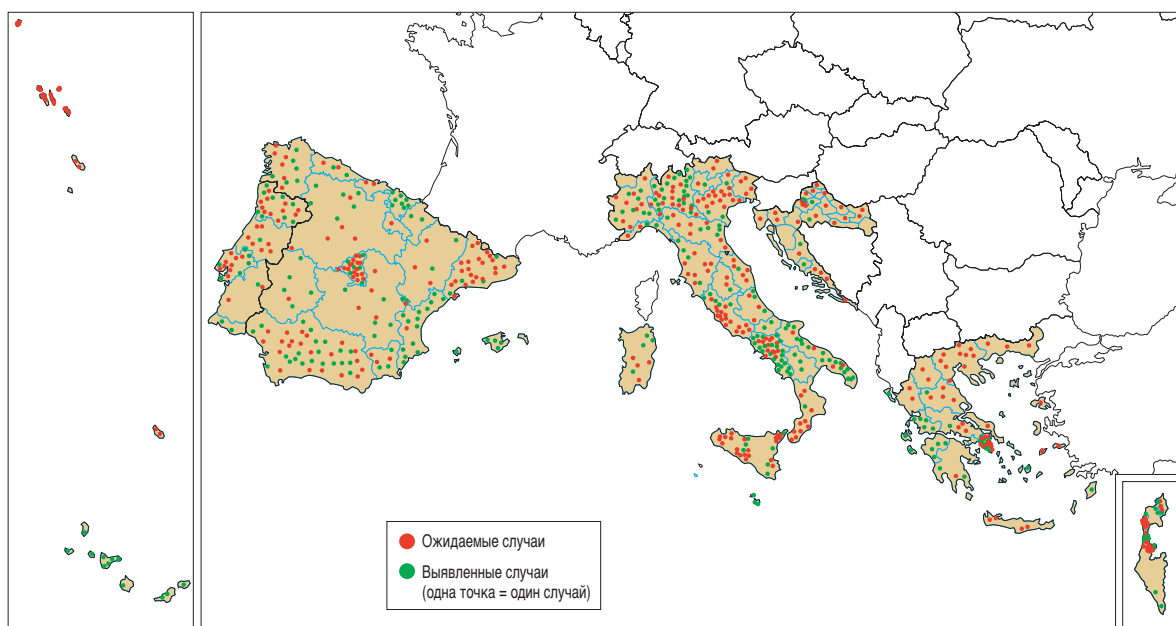 Ожидаемые случаи
Выявленные случаи
(одна точка = один случай)